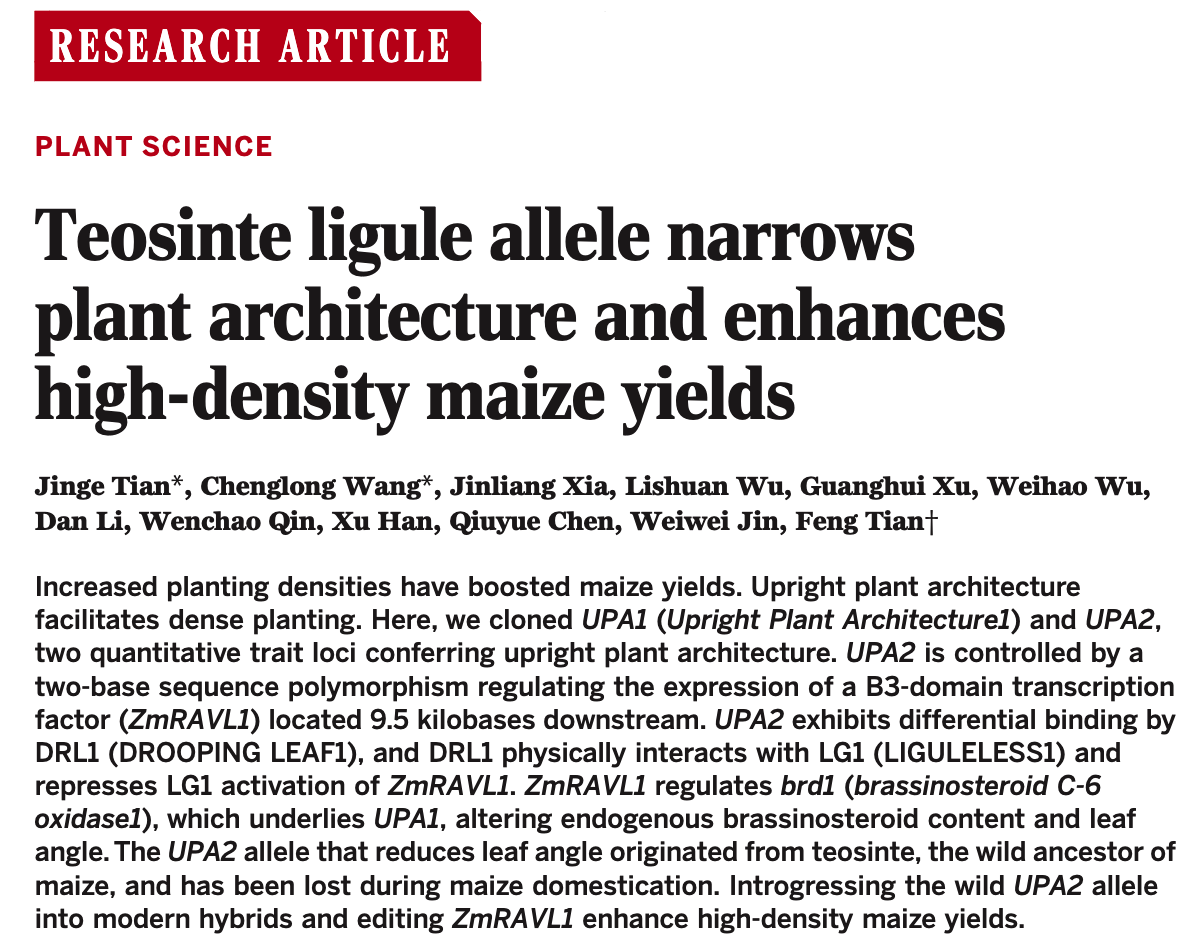 RESEARCH ARTICLE
PLANT SCIENCE
Teosinte ligule allele narrows
plant architecture and enhances
high-density maize yields
Jinge Tian*, Chenglong Wang*, Jinliang Xia, Lishuan Wu, Guanghui Xu, Weihao Wu,
Dan Li, Wenchao Qin, Xu Han, Qiuyue Chen, Weiwei Jin, Feng Tian†
Increased planting densities have boosted maize yields. Upright plant architecture
facilitates dense planting. Here, we cloned UPA1 (Upright Plant Architecture1) and UPA2,
two quantitative trait loci conferring upright plant architecture. UPA2 is controlled by a
two-base sequence polymorphism regulating the expression of a B3-domain transcription
factor (ZmRAVL1) located 9.5 kilobases downstream. UPA2 exhibits differential binding by
DRL1 (DROOPING LEAF1), and DRL1 physically interacts with LG1 (LIGULELESS1) and
represses LG1 activation of ZmRAVL1. ZmRAVL1 regulates brd1 (brassinosteroid C-6
oxidase1), which underlies UPA1, altering endogenous brassinosteroid content and leaf
angle. The UPA2 allele that reduces leaf angle originated from teosinte, the wild ancestor of
maize, and has been lost during maize domestication. Introgressing the wild UPA2 allele
into modern hybrids and editing ZmRAVL1 enhance high-density maize yields.